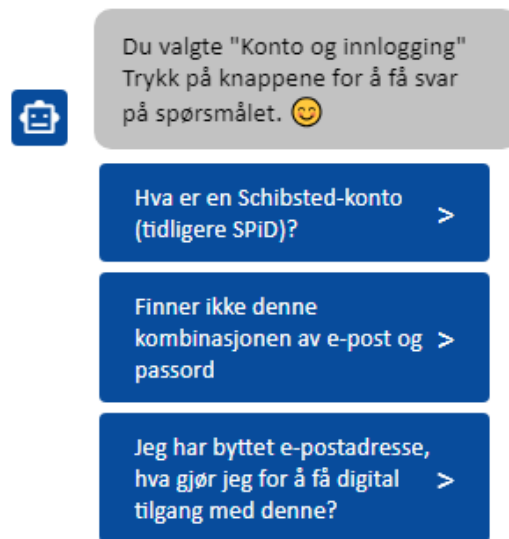 Du valgte "Konto og innlogging"
Trykk på knappene for å få svar
på spørsmålet. 😊
Hva er en Schibsted-konto
(tidligere SPiD)? >
Finner ikke denne
kombinasjonen av e-post og >
passord
Jeg har byttet e-postadresse,
hva gjør jeg for å få digital >
tilgang med denne?